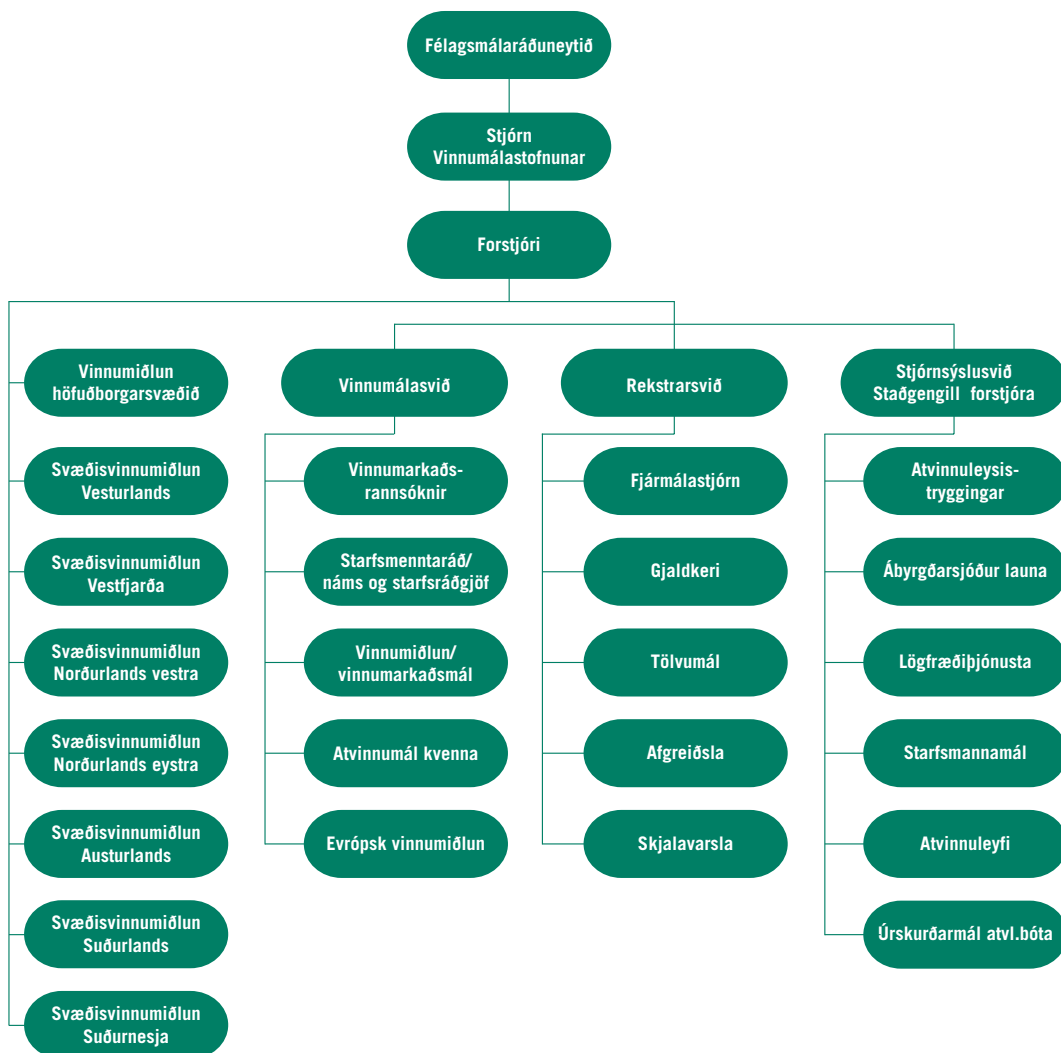 Félagsmálaráðuneytið
Stjórn
Vinnumálastofnunar
Forstjóri
Vinnumiðlun
höfuðborgarsvæðið
Svæðisvinnumiðlun
Vesturlands
Svæðisvinnumiðlun
Vestfjarða
Svæðisvinnumiðlun
Norðurlands vestra
Svæðisvinnumiðlun
Norðurlands eystra
Svæðisvinnumiðlun
Austurlands
Svæðisvinnumiðlun
Suðurlands
Svæðisvinnumiðlun
Suðurnesja
Vinnumálasvið
Vinnumarkaðs-
rannsóknir
Starfsmenntaráð/
náms og starfsráðgjöf
Vinnumiðlun/
vinnumarkaðsmál
Atvinnumál kvenna
Evrópsk vinnumiðlun
Rekstrarsvið
Fjármálastjórn
Gjaldkeri
Tölvumál
Afgreiðsla
Skjalavarsla
Stjórnsýslusvið
Staðgengill forstjóra
Atvinnuleysis-
tryggingar
Ábyrgðarsjóður launa
Lögfræðiþjónusta
Starfsmannamál
Atvinnuleyfi
Úrskurðarmál atvl.bóta